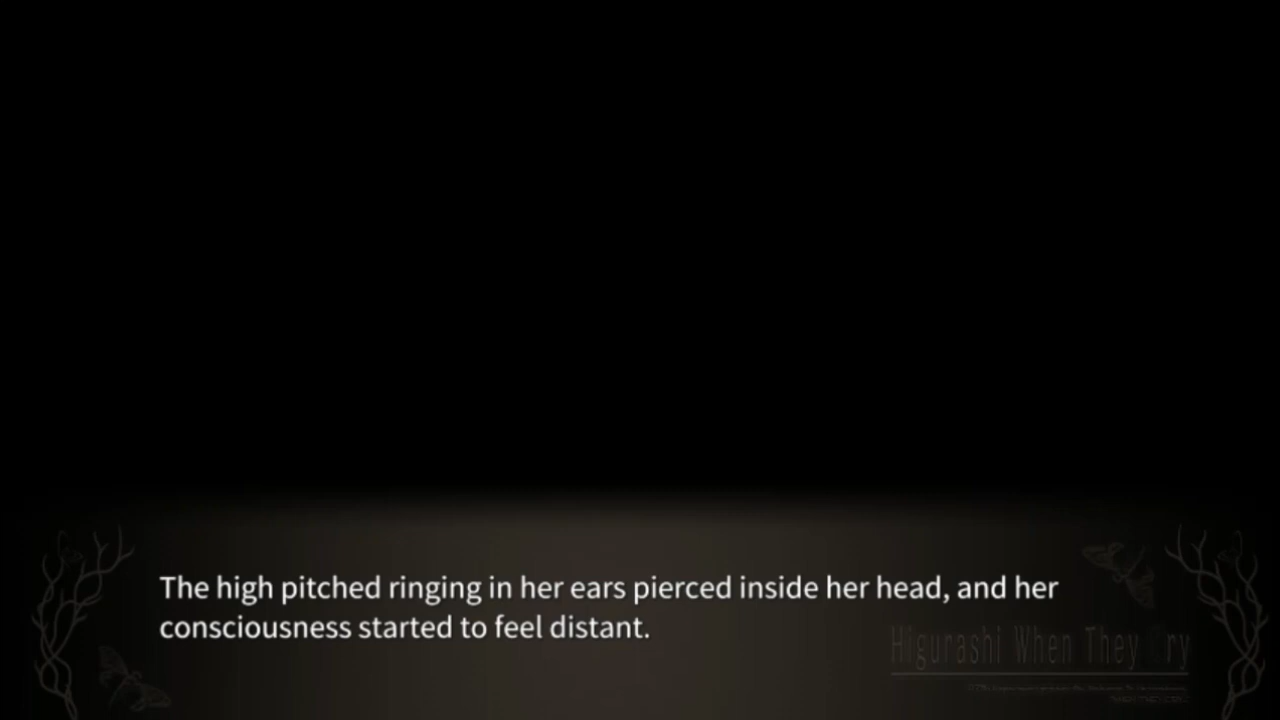 The high pitched ringing in her ears pierced inside her head, and her
consciousness started to feel distant.
Higurashi When They Cry